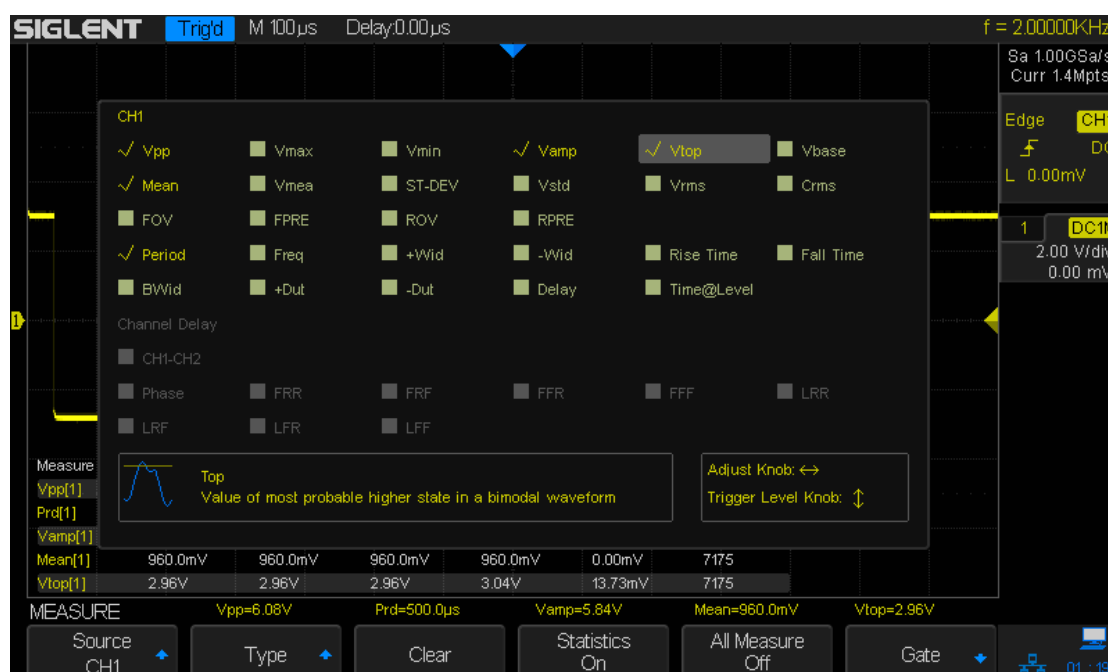 SIGLENT Trig'd M 100µs Delay:0.00µs f = 2.00000KHz
Sa 1.00GSa/s
Curr 1.4Mpts
CH1
Edge CH1
✓ Vpp Vmax Vmin ✓ Vamp ✓ Vtop Vbase
DC
✓ Mean Vmea ST-DEV Vstd Vrms Crms
L 0.00mV
FOV FPRE ROV RPRE
1 DC1M
✓ Period Freq +Wid -Wid Rise Time Fall Time
2.00 V/div
0.00 mV
BWid +Dut -Dut Delay Time@Level
1
Channel Delay
CH1-CH2
Phase FRR FRF FFR FFF LRR
LRF LFR LFF
Measure
Vpp[1]
Prd[1]
Vamp[1]
Top
Value of most probable higher state in a bimodal waveform
Adjust Knob: ↔
Trigger Level Knob: ↕
Mean[1] 960.0mV 960.0mV 960.0mV 960.0mV 0.00mV 7175
Vtop[1] 2.96V 2.96V 2.96V 3.04V 13.73mV 7175
MEASURE Vpp=6.08V Prd=500.0µs Vamp=5.84V Mean=960.0mV Vtop=2.96V
Source
CH1
Type
Clear
Statistics
On
All Measure
Off
Gate